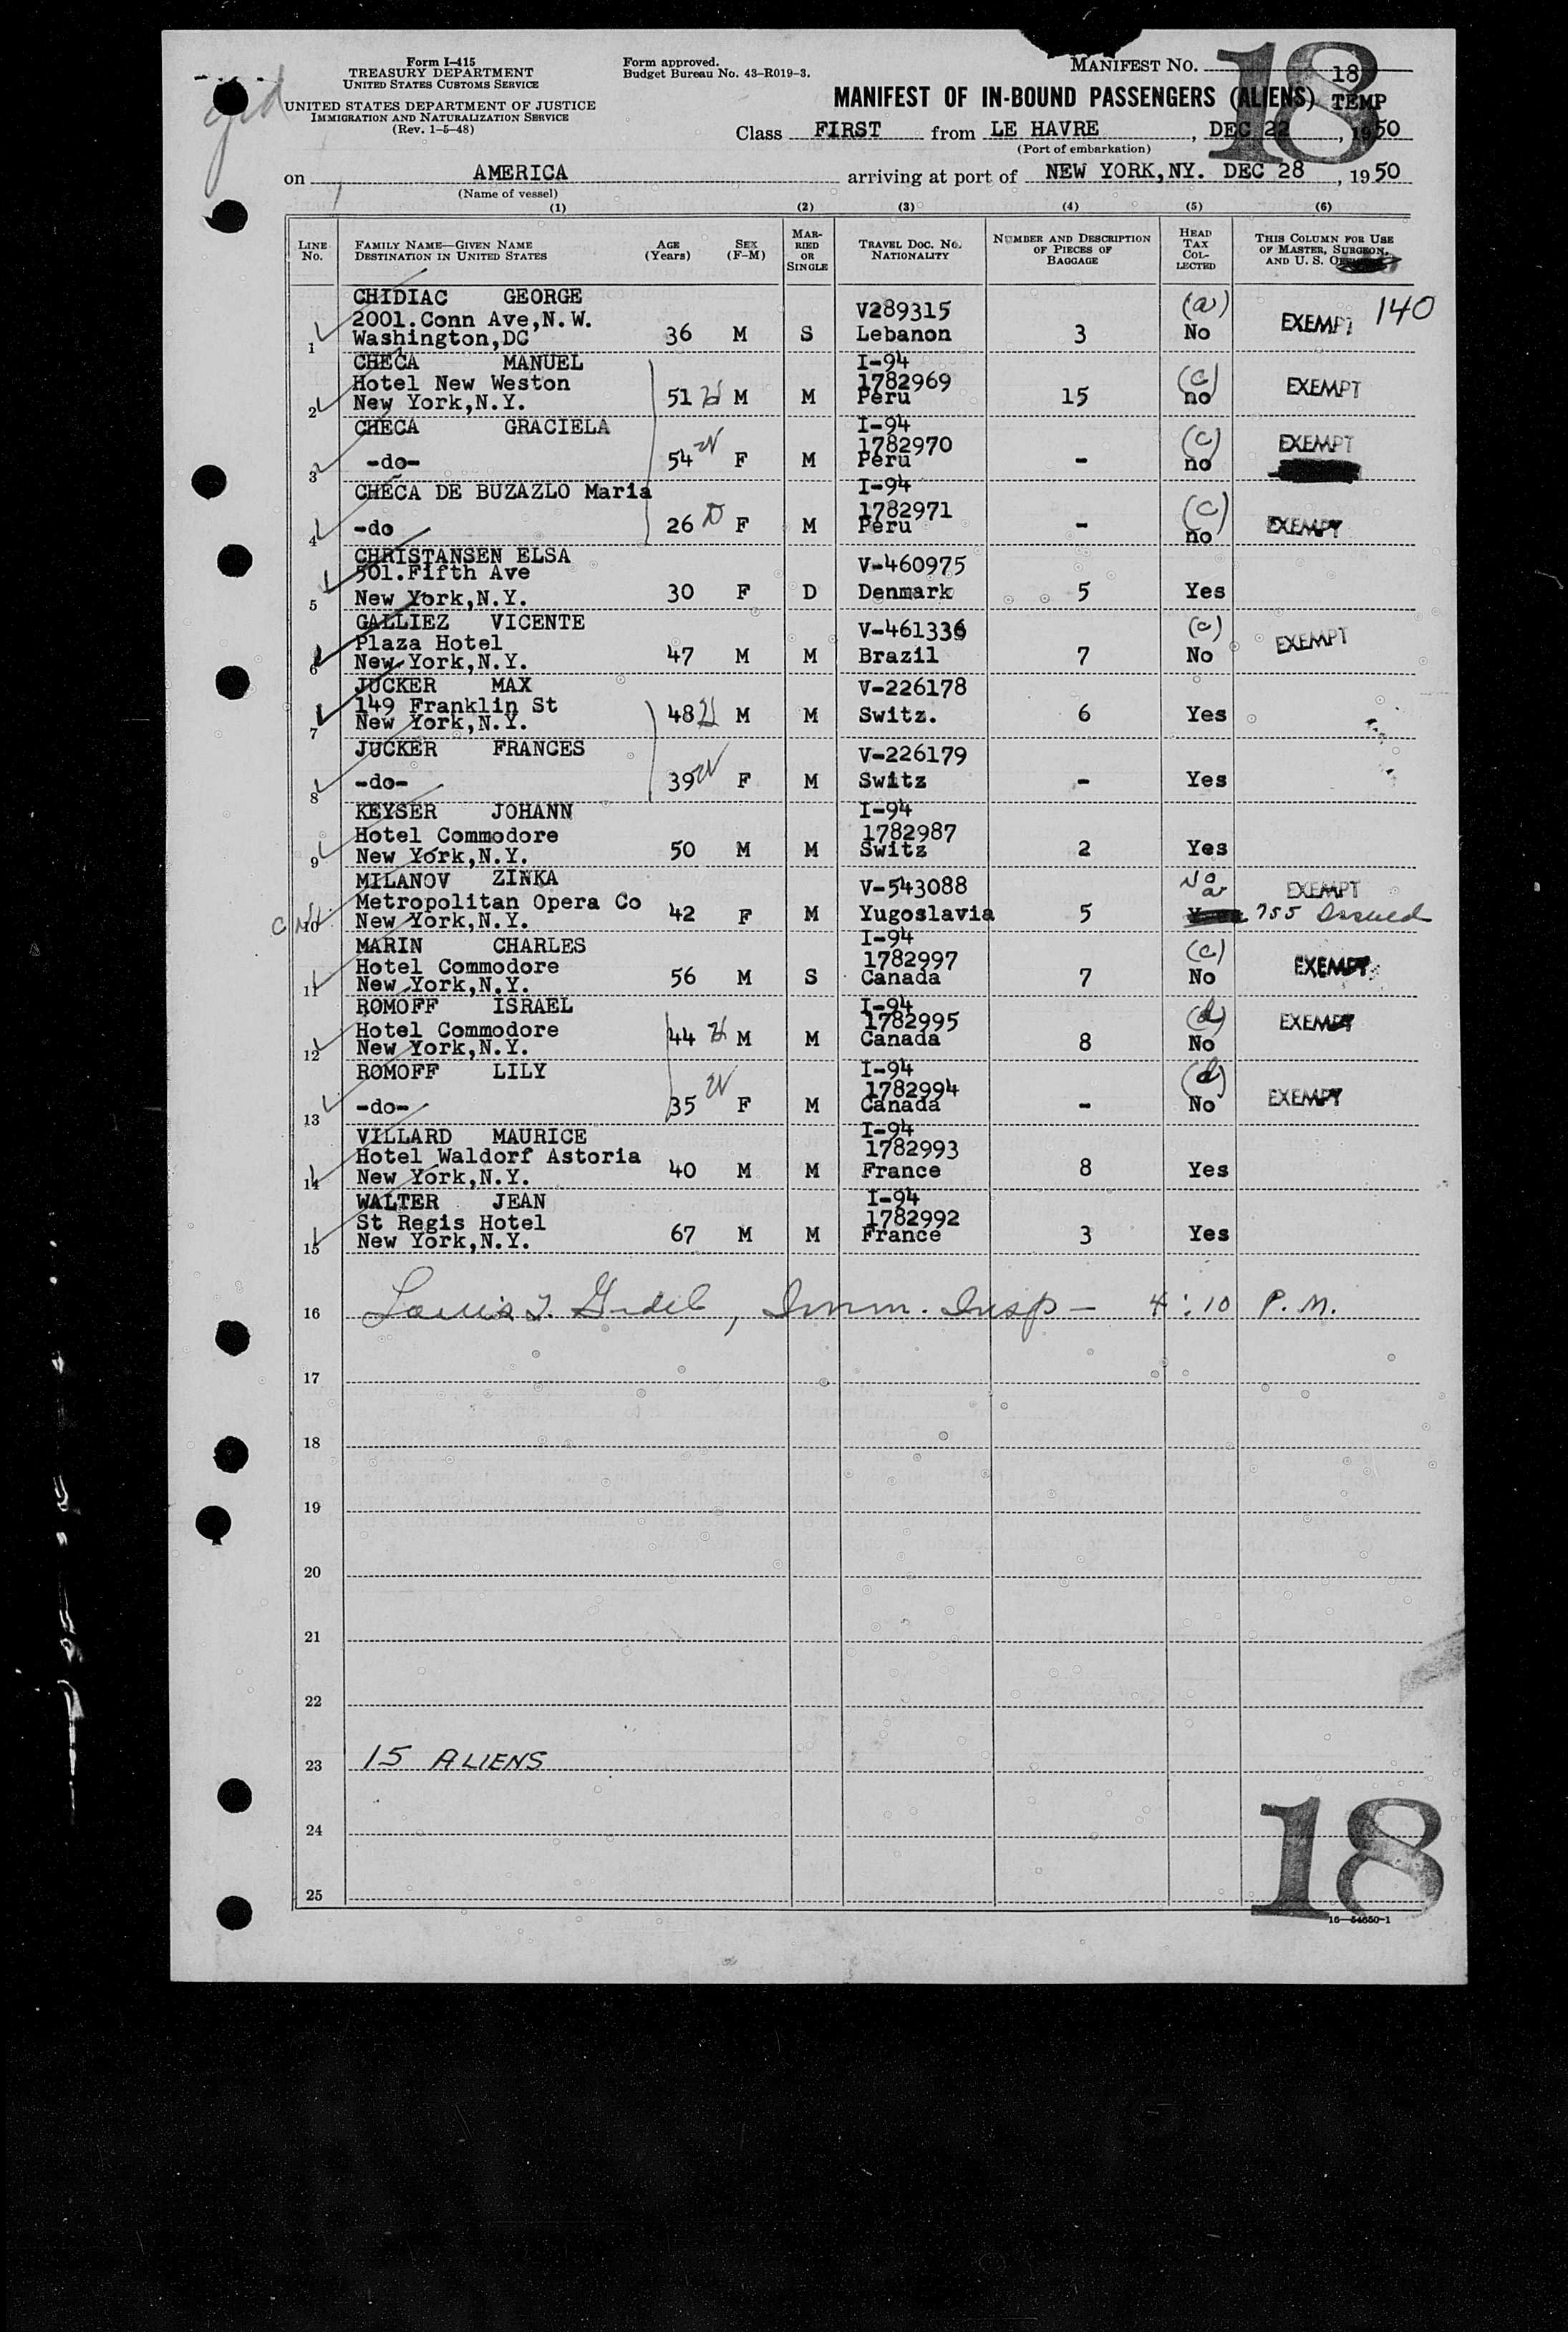 Form I-415
TREASURY DEPARTMENT
UNITED STATES CUSTOMS SERVICE
UNITED STATES DEPARTMENT OF JUSTICE
IMMIGRATION AND NATURALIZATION SERVICE
(Rev. 1-5-48)
Form approved.
Budget Bureau No. 43-R019-3.
MANIFEST NO. 18
18
MANIFEST OF IN-BOUND PASSENGERS (ALIENS) TEMP
Class FIRST from LE HAVRE, DEC 22, 1950
(Port of embarkation)
on AMERICA arriving at port of NEW YORK,NY. DEC 28, 1950
(Name of vessel)
(1) (2) (3) (4) (5) (6)
LINE NO. FAMILY NAME—GIVEN NAME DESTINATION IN UNITED STATES AGE (Years) SEX (F-M) MARRIED OR SINGLE TRAVEL DOC. NO. NATIONALITY NUMBER AND DESCRIPTION OF PIECES OF BAGGAGE HEAD TAX COLLECTED THIS COLUMN FOR USE OF MASTER, SURGEON, AND U. S.
CHIDIAC GEORGE
2001.Conn Ave,N.W. V289315 (a) EXEMPT 140
1 Washington,DC 36 M S Lebanon 3 No
CHECA MANUEL I-94
Hotel New Weston 1782969 (c) EXEMPT
2 New York,N.Y. 51 H M M Peru 15 no
CHECA GRACIELA I-94
1782970 (c) EXEMPT
3 -do- 54 W F M Peru - no
CHECA DE BUZAZLO Maria I-94
1782971 (c)
4 -do 26 D F M Peru - no EXEMPT
CHRISTANSEN ELSA
501.Fifth Ave V-460975
5 New York,N.Y. 30 F D Denmark 5 Yes
GALLIEZ VICENTE
Plaza Hotel V-461336 (c) EXEMPT
6 New York,N.Y. 47 M M Brazil 7 No
JUCKER MAX V-226178
149 Franklin St
7 New York,N.Y. 48 H M M Switz. 6 Yes
JUCKER FRANCES V-226179
8 -do- 39 W F M Switz - Yes
KEYSER JOHANN I-94
Hotel Commodore 1782987
9 New York,N.Y. 50 M M Switz 2 Yes
MILANOV ZINKA V-543088 No a EXEMPT
Metropolitan Opera Co
10 New York,N.Y. 42 F M Yugoslavia 5 755 Issued
MARIN CHARLES I-94
Hotel Commodore 1782997 (c) EXEMPT
11 New York,N.Y. 56 M S Canada 7 No
ROMOFF ISRAEL I-94
Hotel Commodore 1782995 (d) EXEMPT
12 New York,N.Y. 44 H M M Canada 8 No
ROMOFF LILY I-94
1782994 (d) EXEMPT
13 -do- 35 W F M Canada - No
VILLARD MAURICE I-94
Hotel Waldorf Astoria 1782993
14 New York,N.Y. 40 M M France 8 Yes
WALTER JEAN I-94
St Regis Hotel 1782992
15 New York,N.Y. 67 M M France 3 Yes
16 Louis, Imm. Insp - 4:10 P.M.
17
18
19
20
21
22
23 15 ALIENS
24
25
18
16—54650-1